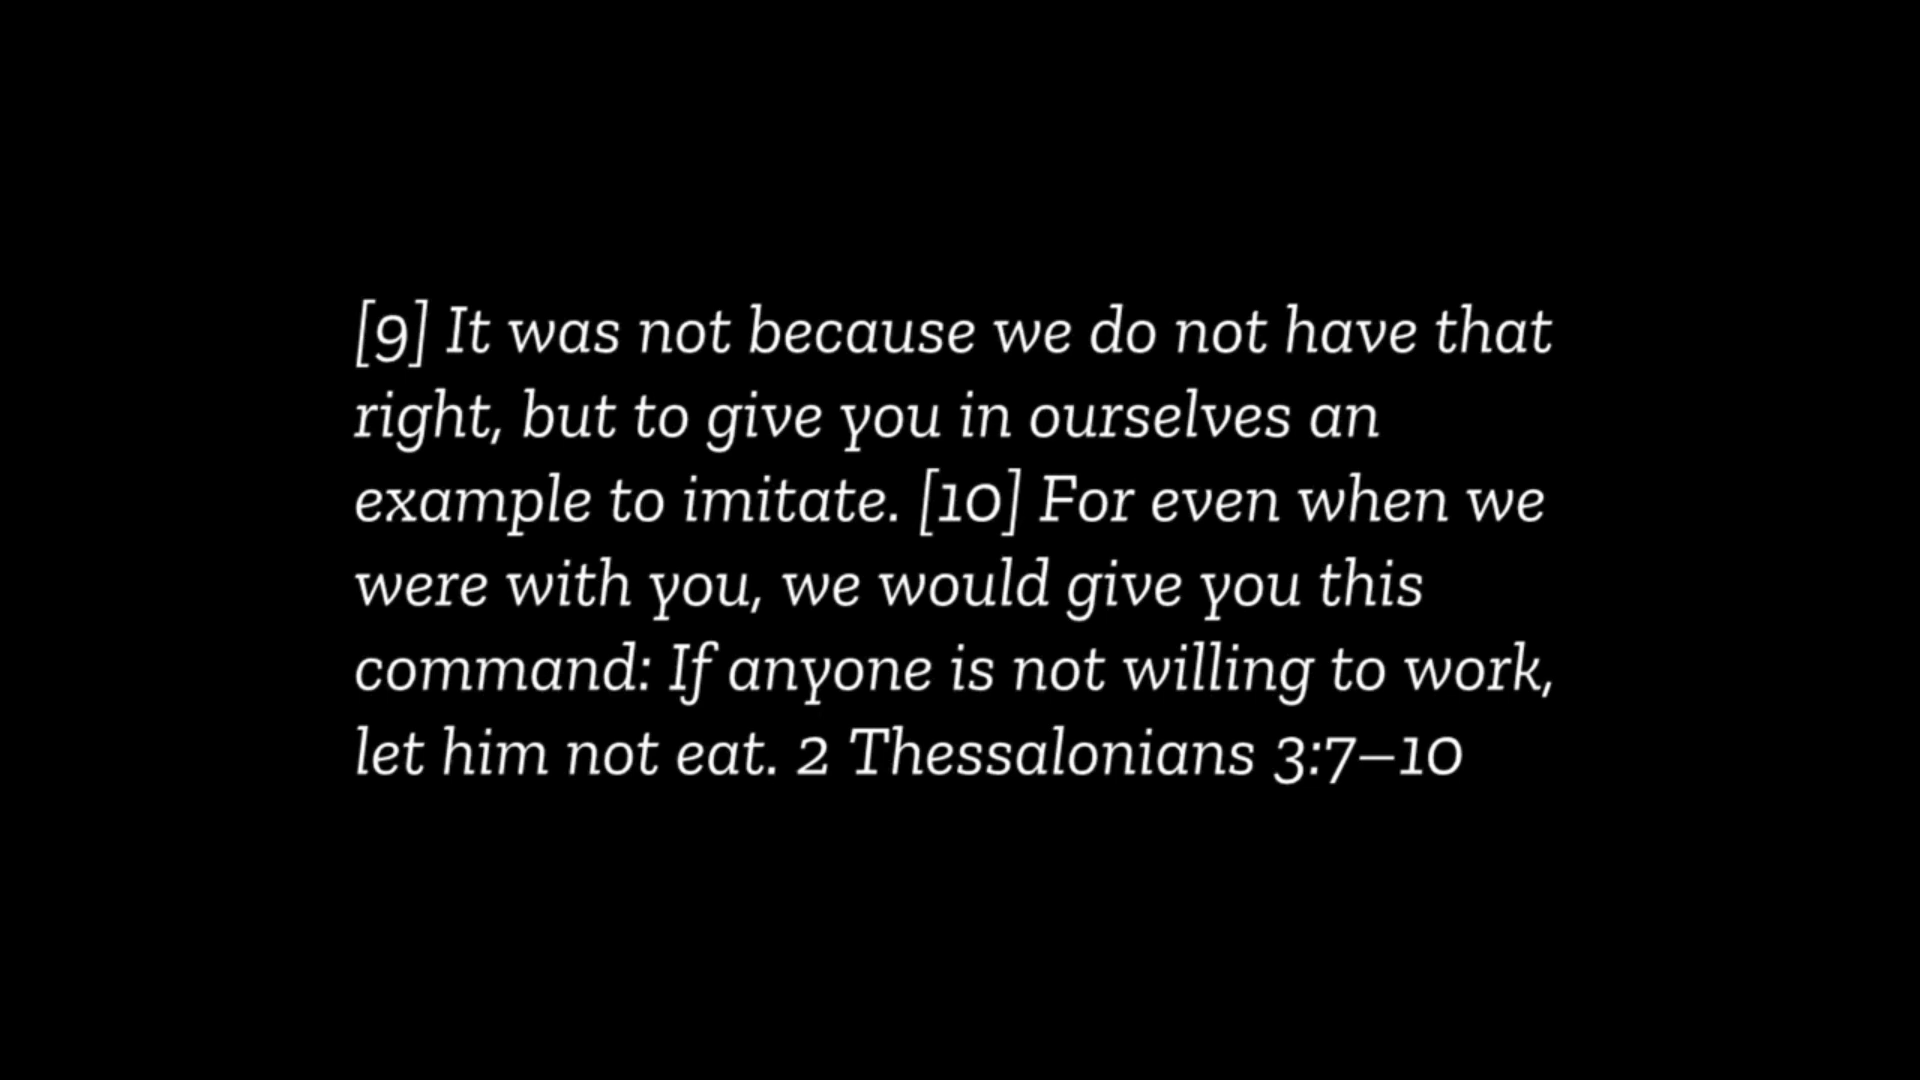 [9] It was not because we do not have that
right, but to give you in ourselves an
example to imitate. [10] For even when we
were with you, we would give you this
command: If anyone is not willing to work,
let him not eat. 2 Thessalonians 3:7–10